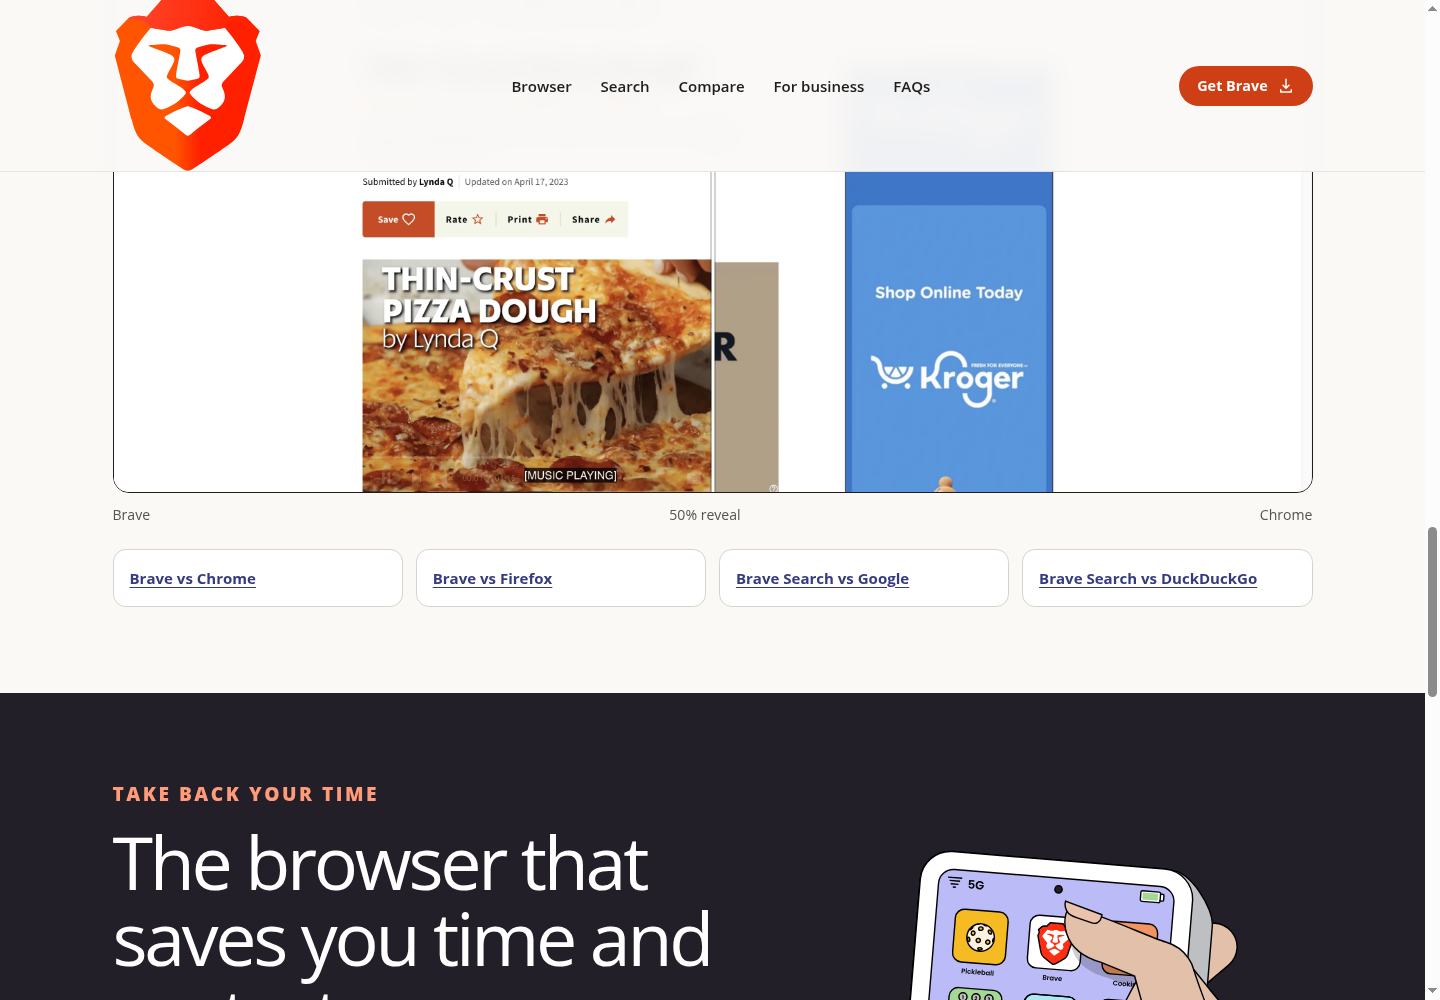 Browser Search Compare For business FAQs
Get Brave
Submitted by Lynda Q Updated on April 17, 2023
Save Rate Print Share
THIN-CRUST
PIZZA DOUGH
by Lynda Q
[MUSIC PLAYING]
R
Shop Online Today
FRESH FOR EVERYONE
Kroger
Brave 50% reveal Chrome
Brave vs Chrome
Brave vs Firefox
Brave Search vs Google
Brave Search vs DuckDuckGo
TAKE BACK YOUR TIME
The browser that
saves you time and
5G
Pickleball
Brave